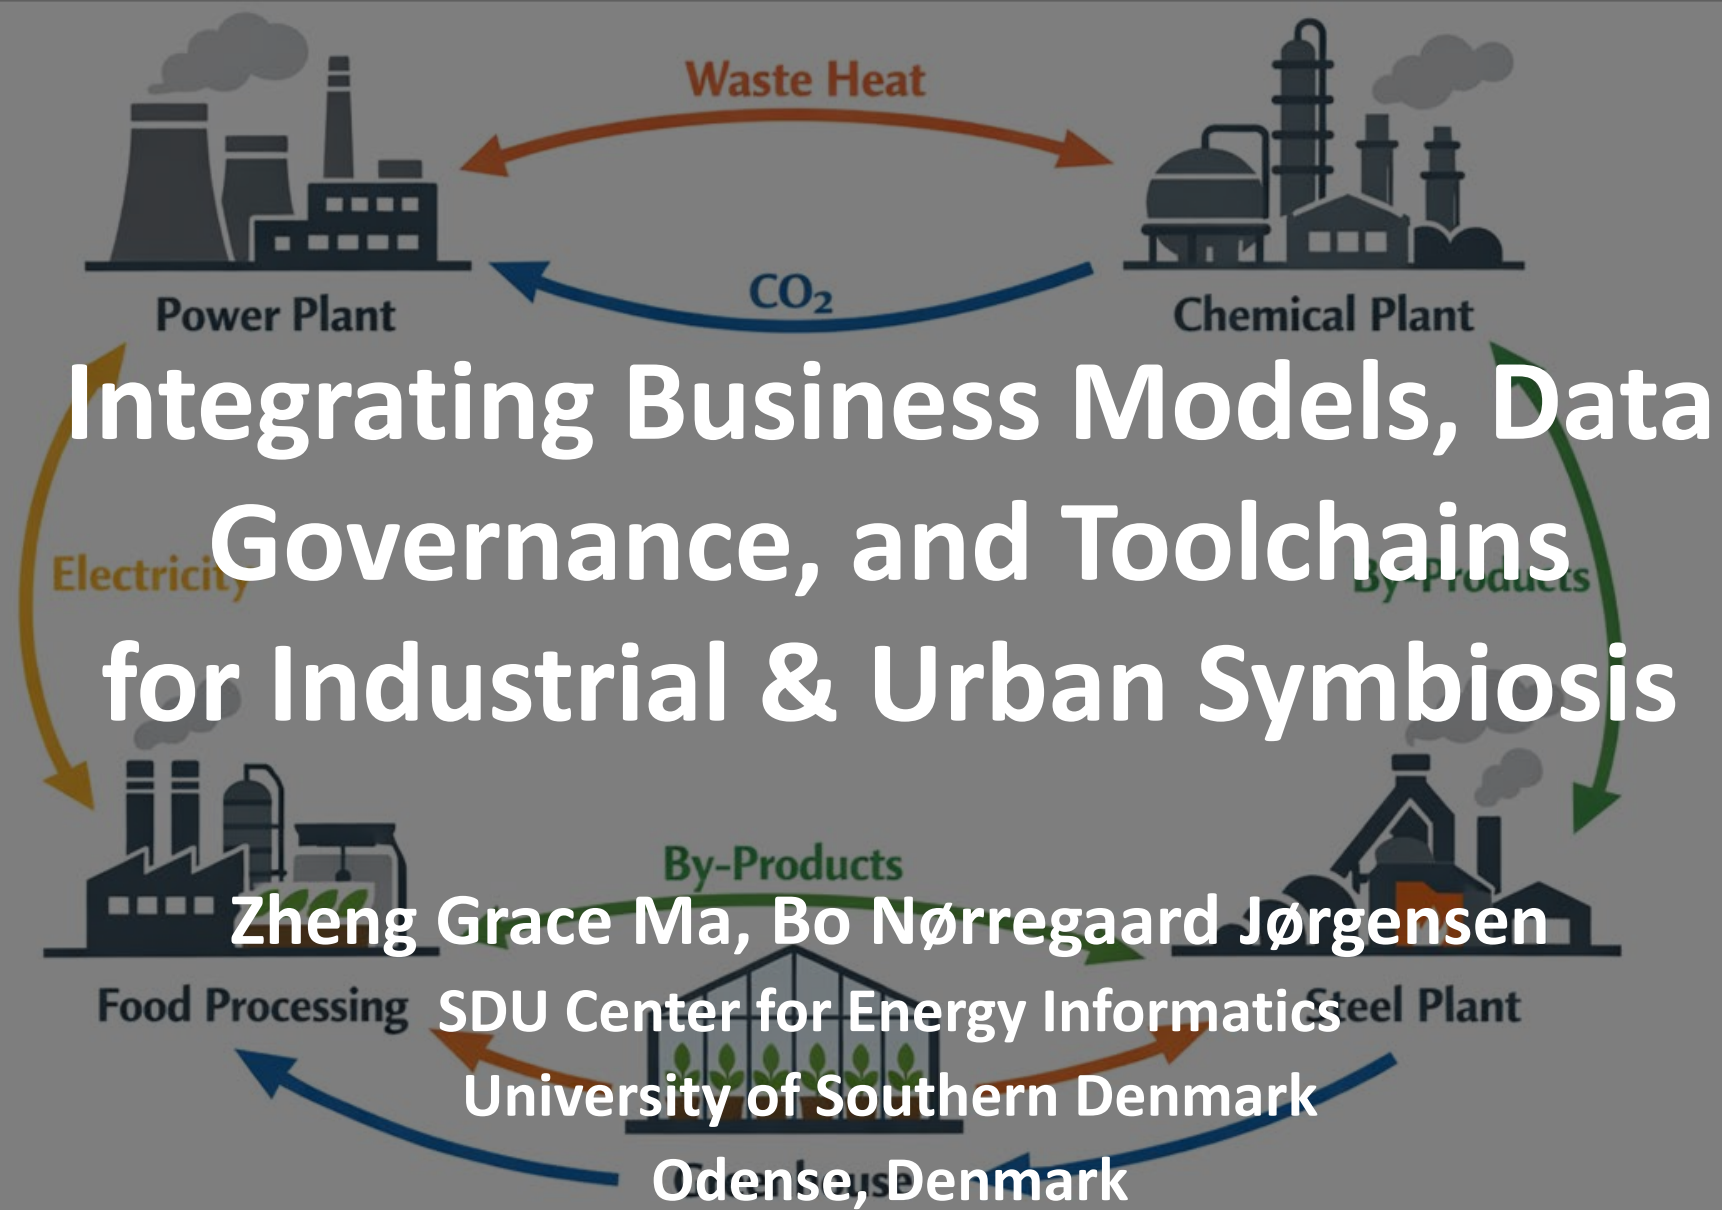 Waste Heat
CO₂
Power Plant
Chemical Plant
Integrating Business Models, Data
Governance, and Toolchains
Electricity
By-Products
for Industrial & Urban Symbiosis
By-Products
Zheng Grace Ma, Bo Nørregaard Jørgensen
Food Processing
SDU Center for Energy Informatics
Steel Plant
University of Southern Denmark
Greenhouse
Odense, Denmark